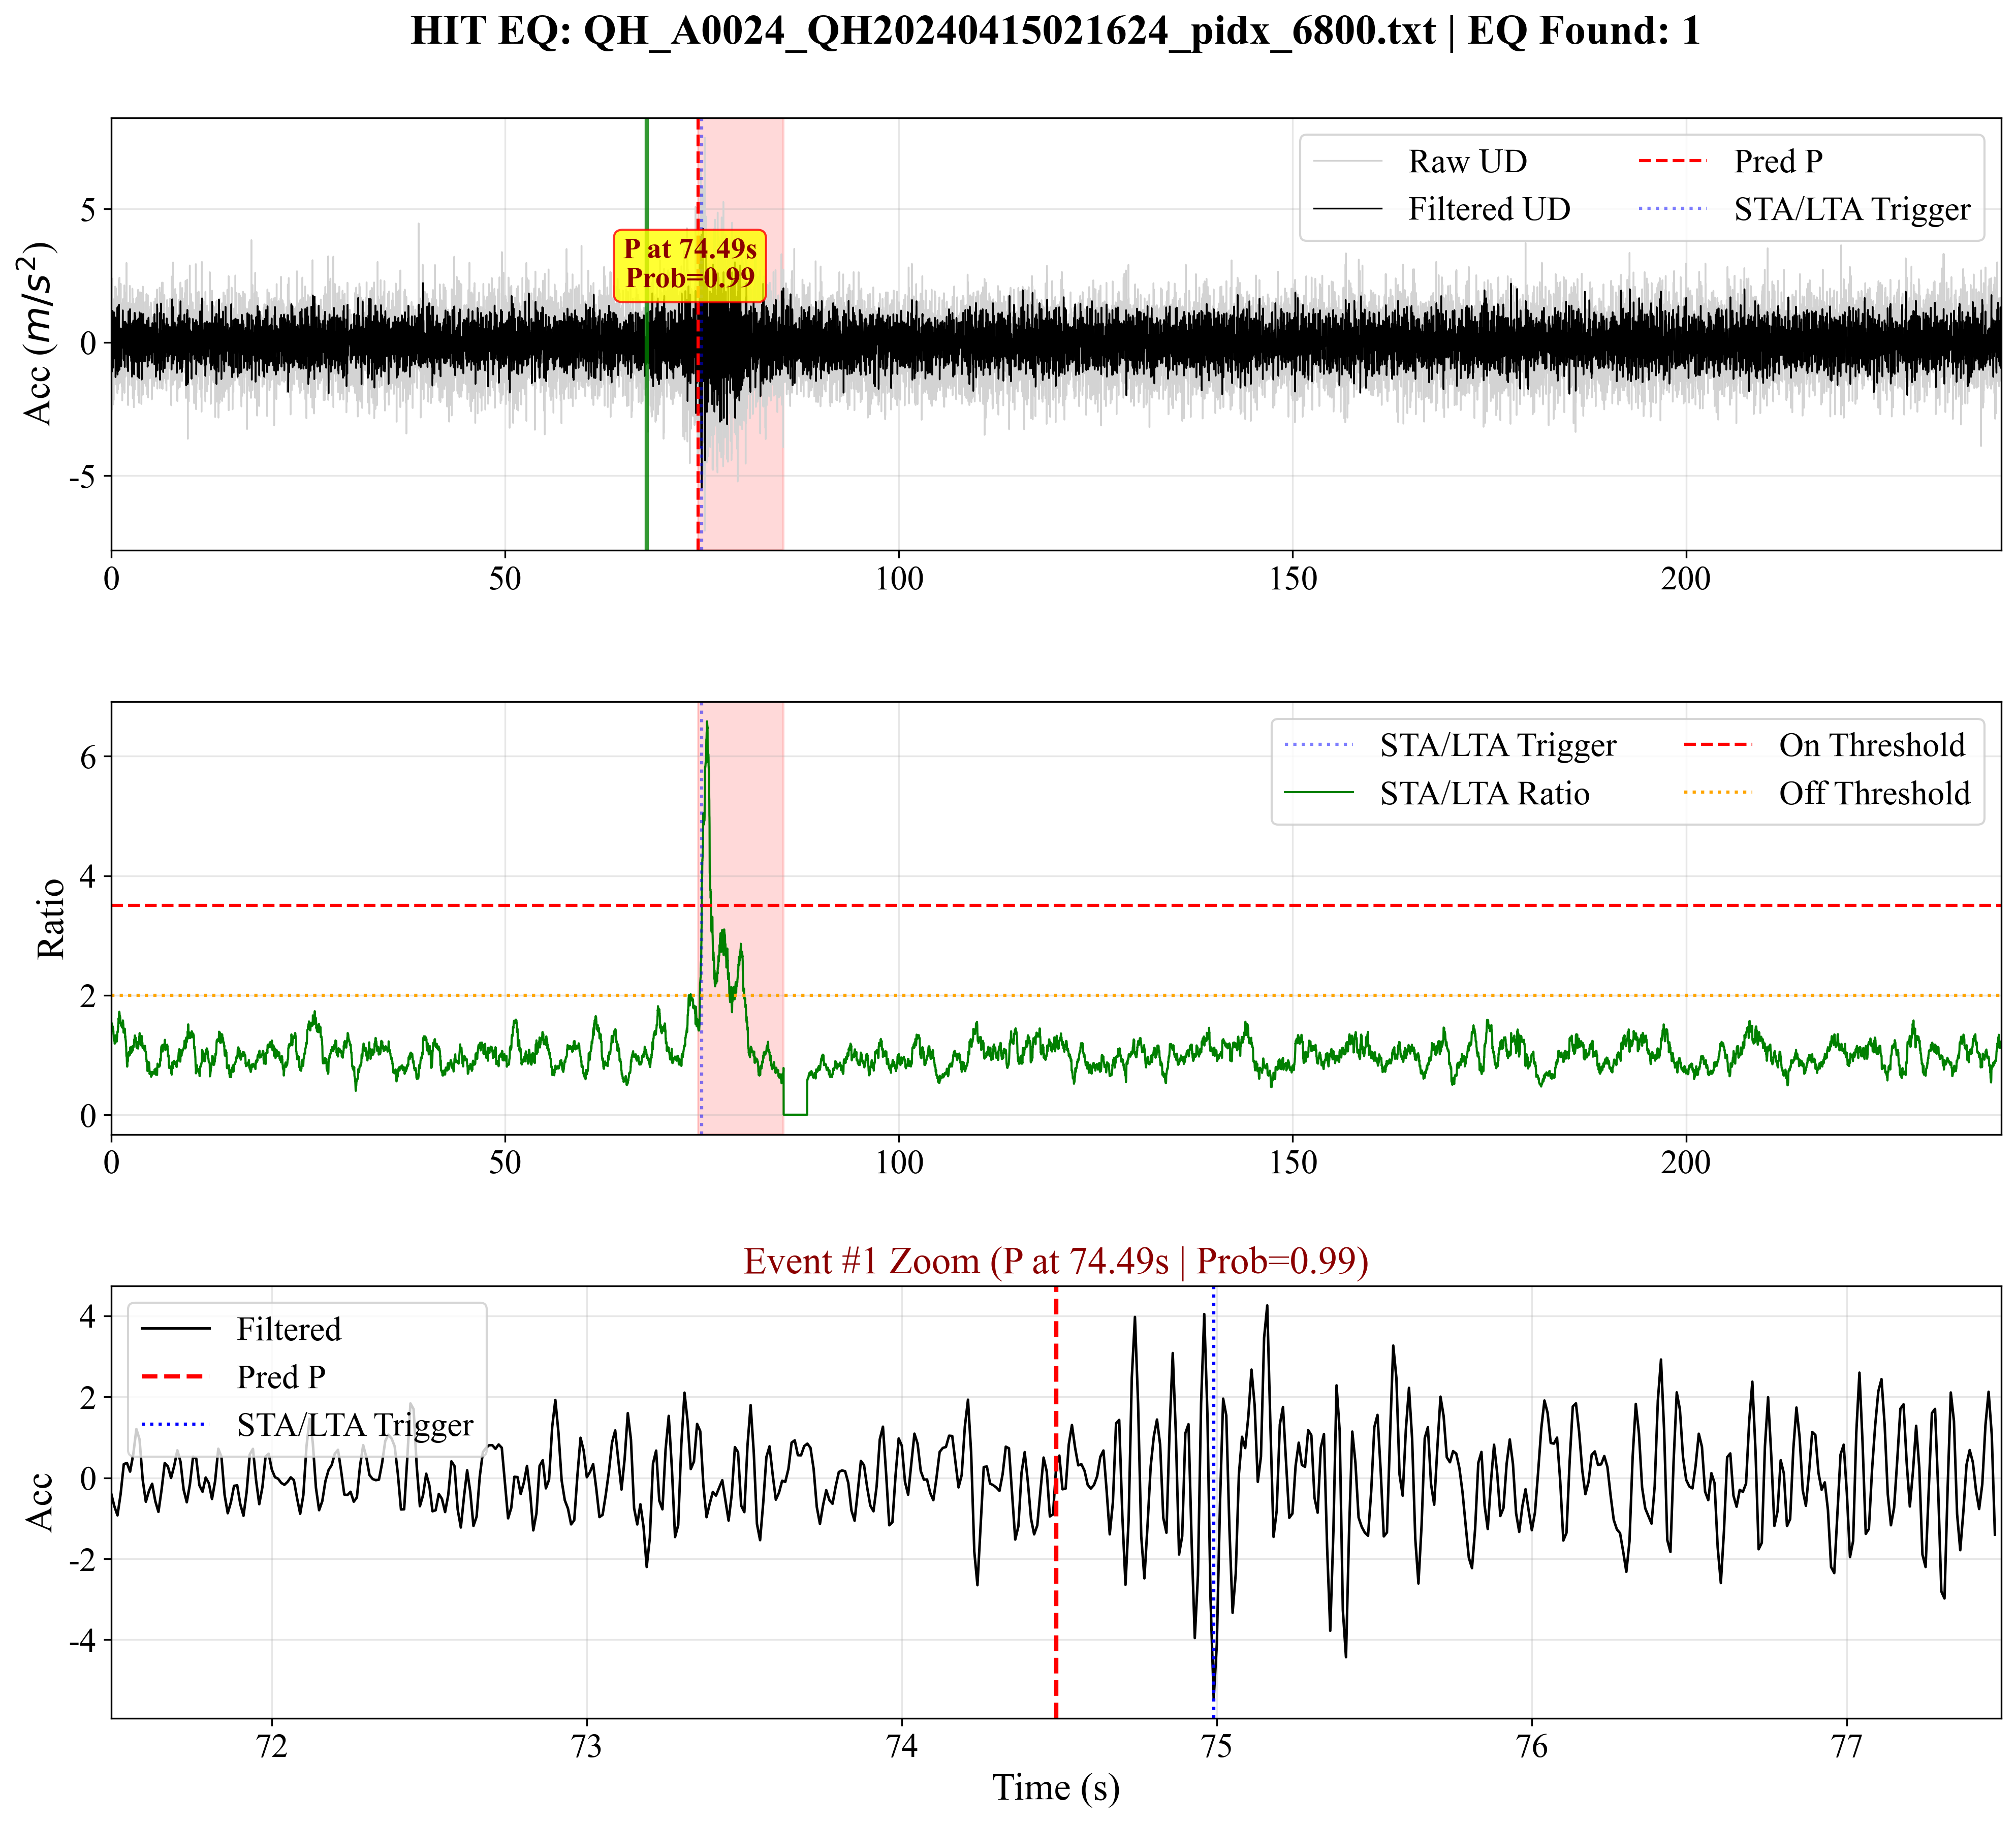 HIT EQ: QH_A0024_QH20240415021624_pidx_6800.txt | EQ Found: 1
Acc (m/s²)
5
0
-5
P at 74.49s
Prob=0.99
Raw UD
Filtered UD
Pred P
STA/LTA Trigger
0 50 100 150 200
Ratio
6
4
2
0
STA/LTA Trigger
STA/LTA Ratio
On Threshold
Off Threshold
0 50 100 150 200
Event #1 Zoom (P at 74.49s | Prob=0.99)
Acc
4
2
0
-2
-4
Filtered
Pred P
STA/LTA Trigger
72 73 74 75 76 77
Time (s)